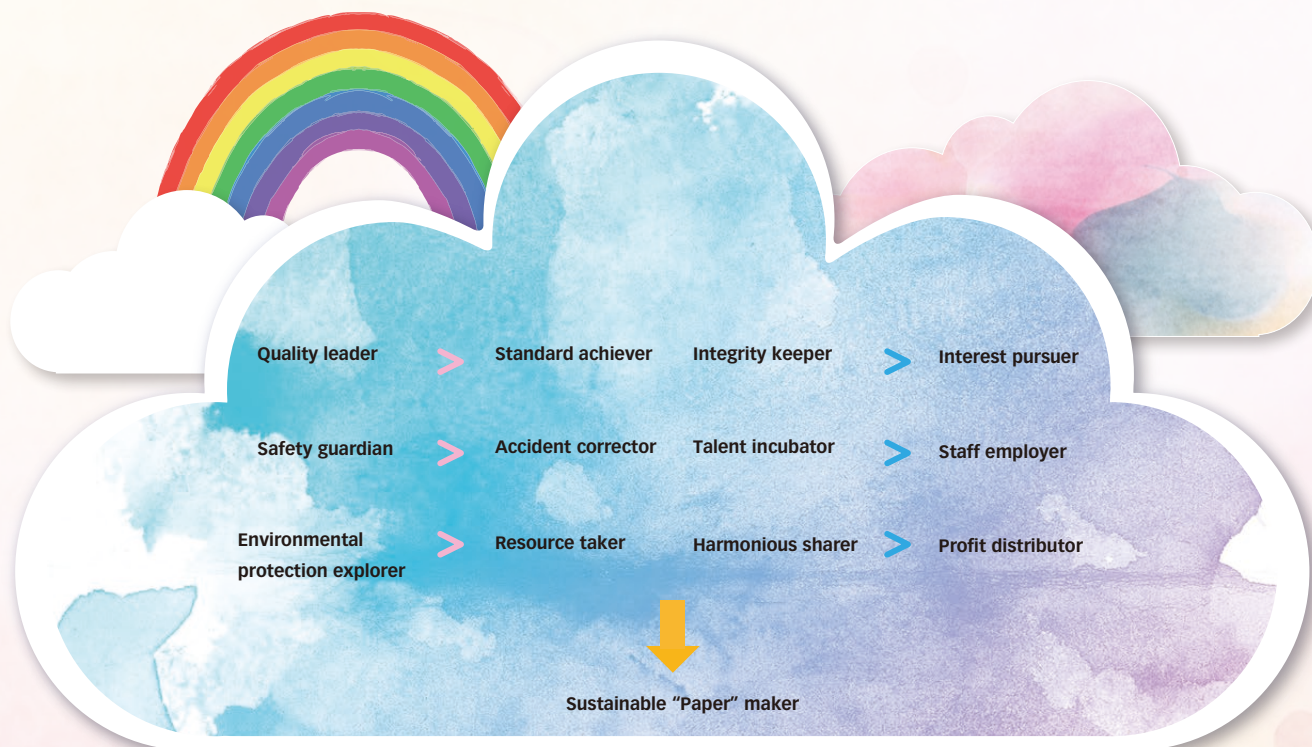 Quality leader > Standard achiever Integrity keeper > Interest pursuer
Safety guardian > Accident corrector Talent incubator > Staff employer
Environmental
protection explorer > Resource taker Harmonious sharer > Profit distributor
Sustainable “Paper” maker